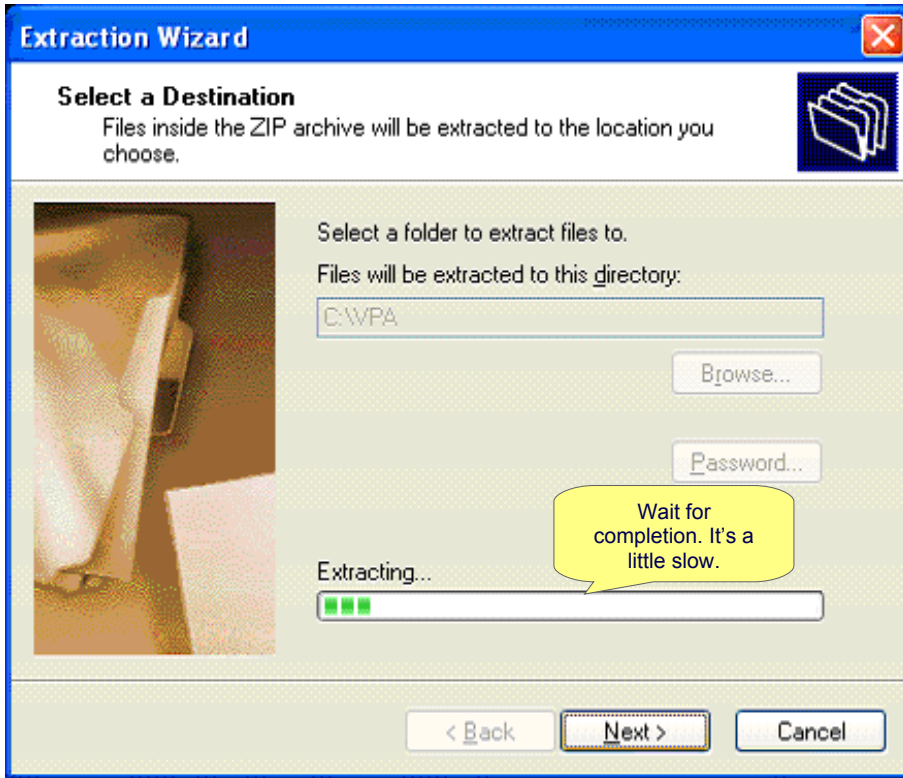 Extraction Wizard
Select a Destination
Files inside the ZIP archive will be extracted to the location you
choose.
Select a folder to extract files to.
Files will be extracted to this directory:
C:\VPA
Browse...
Password...
Wait for
completion. It's a
little slow.
Extracting...
< Back
Next >
Cancel